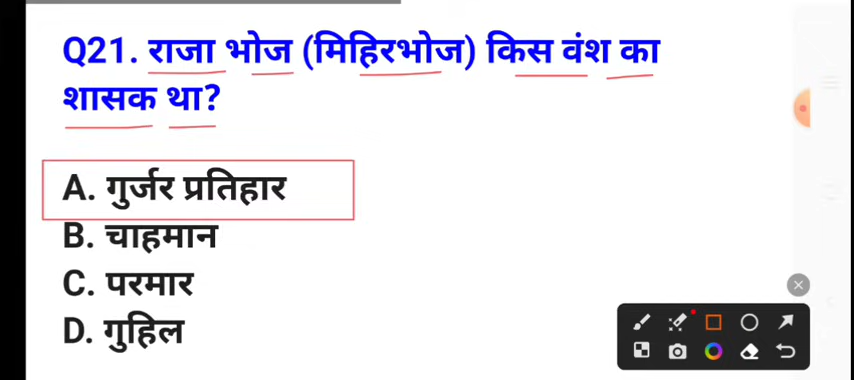 Q21. राजा भोज (मिहिरभोज) किस वंश का
शासक था?
A. गुर्जर प्रतिहार
B. चाहमान
C. परमार
D. गुहिल